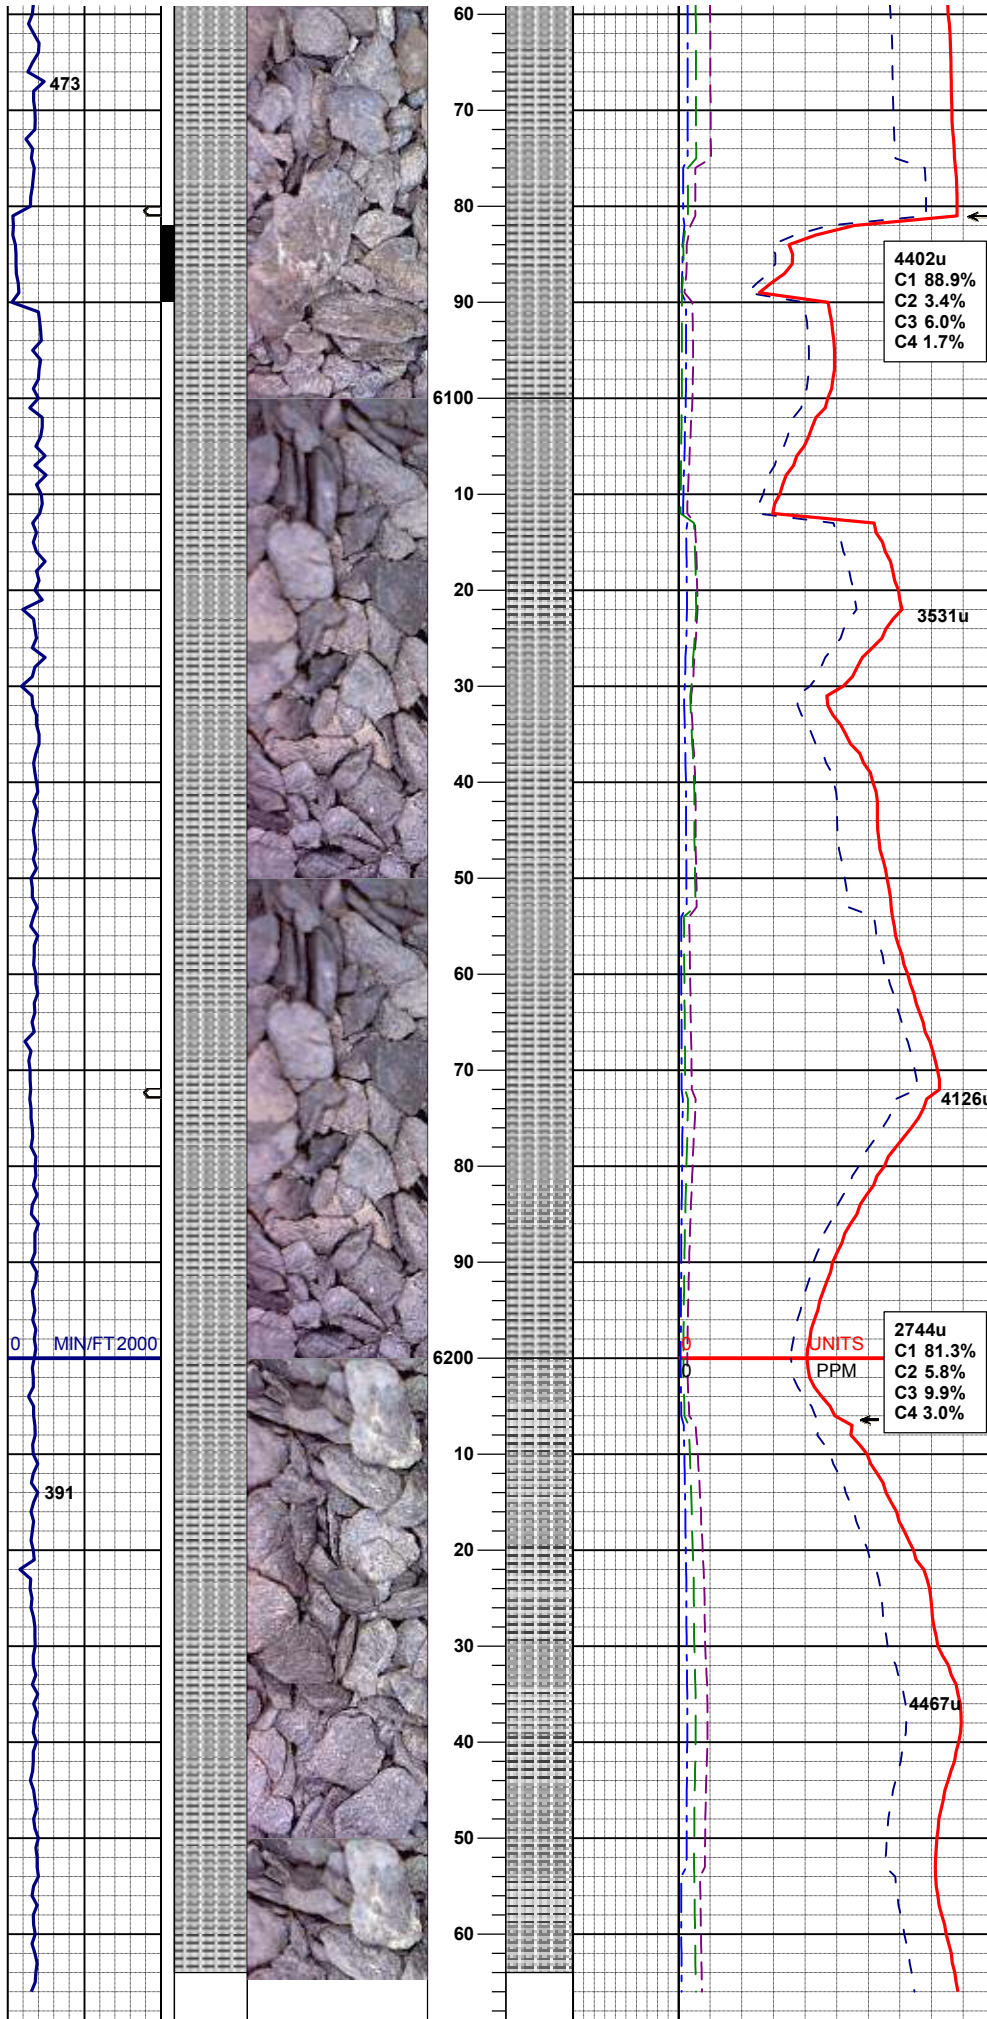 60
473
70
80
4402u
C1 88.9%
C2 3.4%
C3 6.0%
C4 1.7%
90
6100
10
20
3531u
30
40
50
60
70
4126u
80
90
0 MIN/FT 2000
0 UNITS
6200
0 PPM
2744u
C1 81.3%
C2 5.8%
C3 9.9%
C4 3.0%
10
391
20
30
4467u
40
50
60